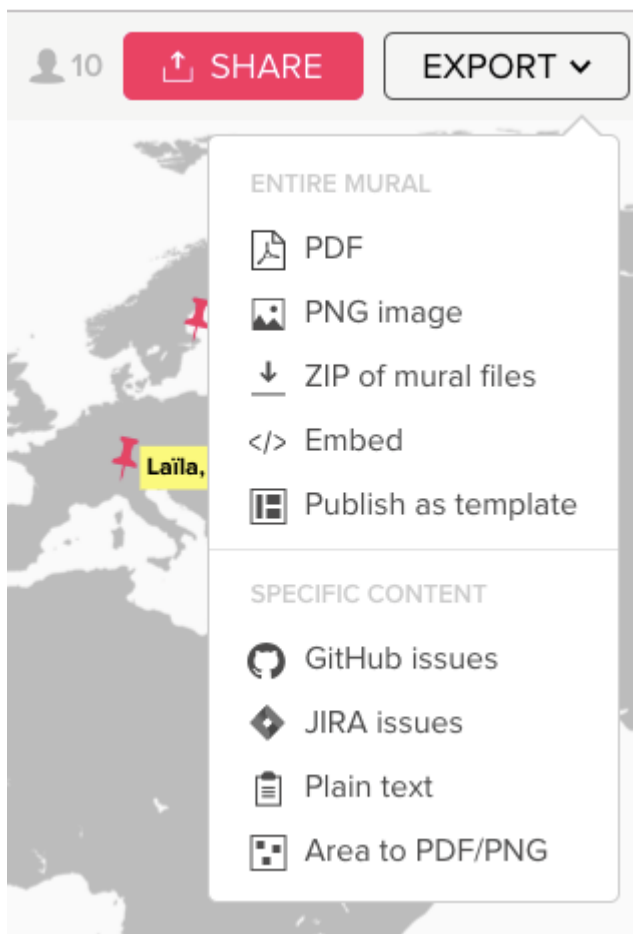 10
SHARE
EXPORT
ENTIRE MURAL
PDF
PNG image
ZIP of mural files
</> Embed
Publish as template
Laïla,
SPECIFIC CONTENT
GitHub issues
JIRA issues
Plain text
Area to PDF/PNG